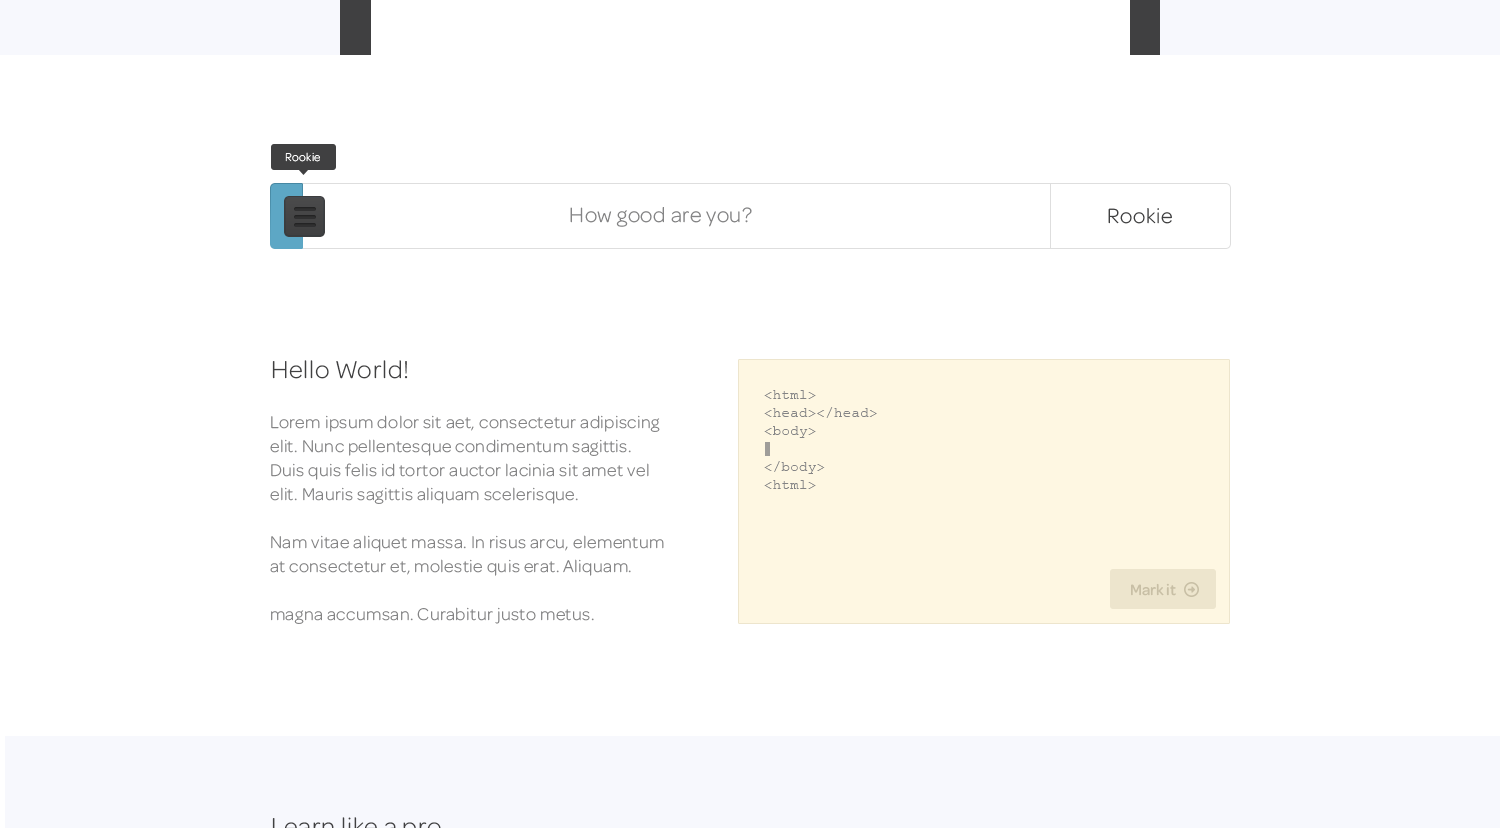 Rookie
How good are you?
Rookie
Hello World!
Lorem ipsum dolor sit aet, consectetur adipiscing
elit. Nunc pellentesque condimentum sagittis.
Duis quis felis id tortor auctor lacinia sit amet vel
elit. Mauris sagittis aliquam scelerisque.
Nam vitae aliquet massa. In risus arcu, elementum
at consectetur et, molestie quis erat. Aliquam.
magna accumsan. Curabitur justo metus.
<html>
<head></head>
<body>
</body>
<html>
Mark it
Learn like a pro